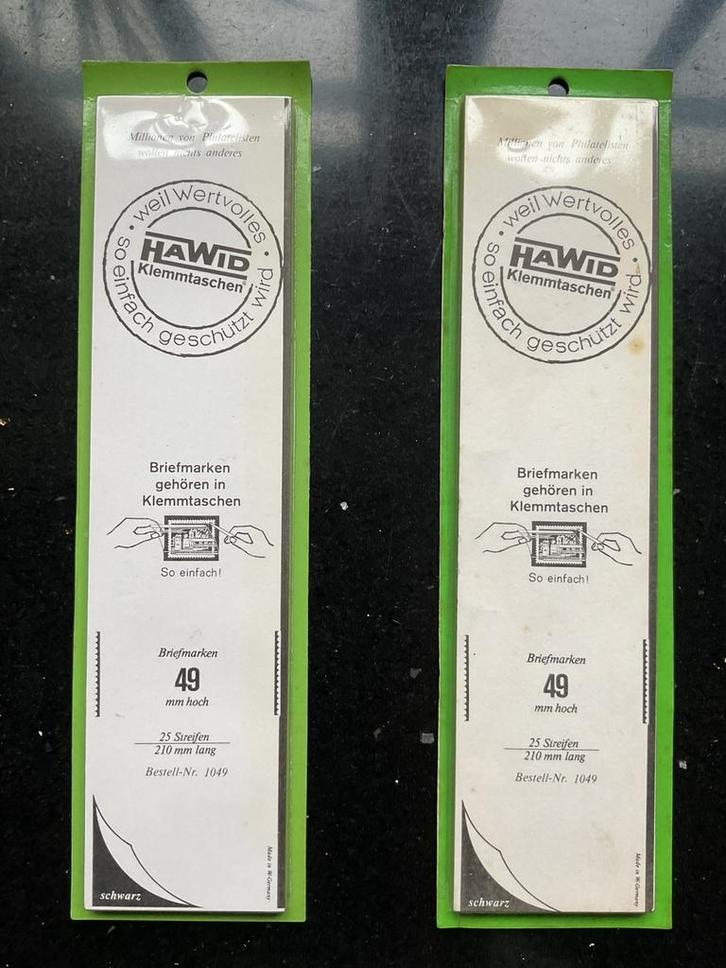 Millionen von Philatelisten
wollen nichts anderes
· weil Wertvolles ·
so einfach geschützt wird
HAWID
Klemmtaschen®
Briefmarken
gehören in
Klemmtaschen
So einfach!
Briefmarken
49
mm hoch
25 Streifen
210 mm lang
Bestell-Nr. 1049
schwarz
Made in W.-Germany
Millionen von Philatelisten
wollen nichts anderes
· weil Wertvolles ·
so einfach geschützt wird
HAWID
Klemmtaschen®
Briefmarken
gehören in
Klemmtaschen
So einfach!
Briefmarken
49
mm hoch
25 Streifen
210 mm lang
Bestell-Nr. 1049
schwarz
Made in W.-Germany